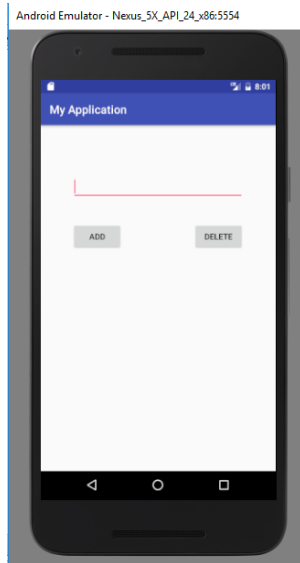 Android Emulator - Nexus_5X_API_24_x86:5554
8:01
My Application
ADD
DELETE